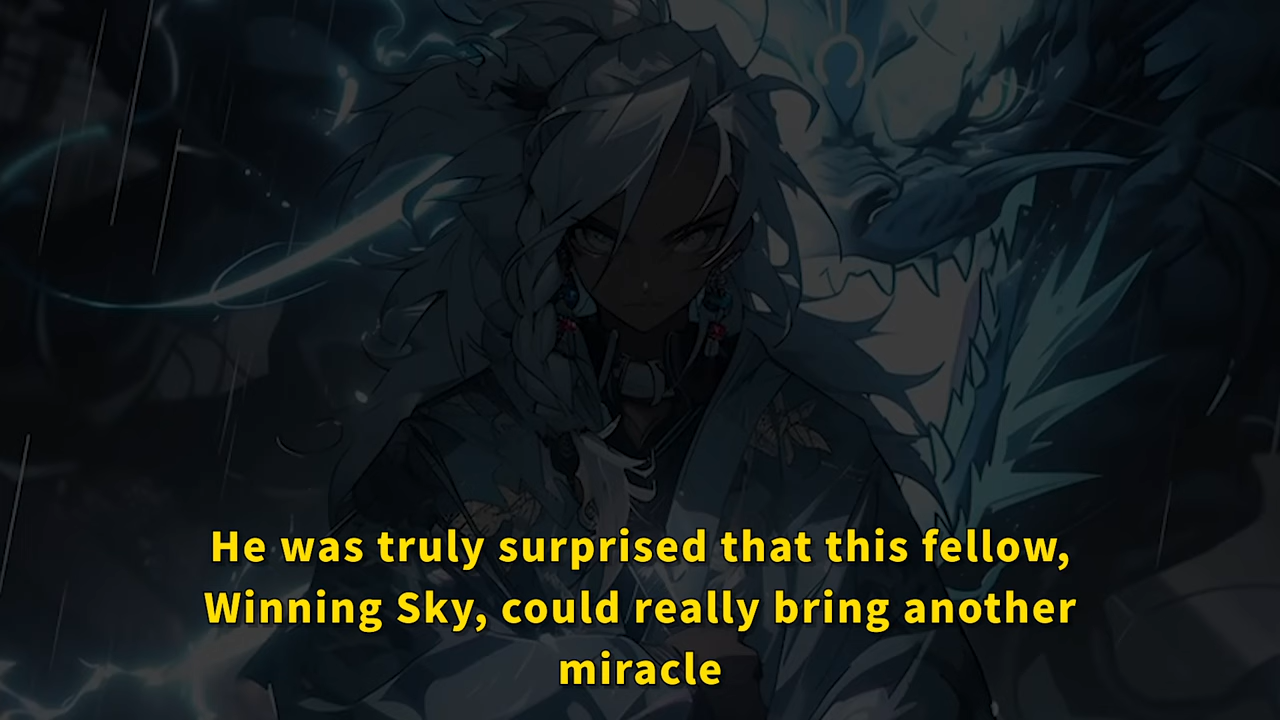 He was truly surprised that this fellow,
Winning Sky, could really bring another
miracle